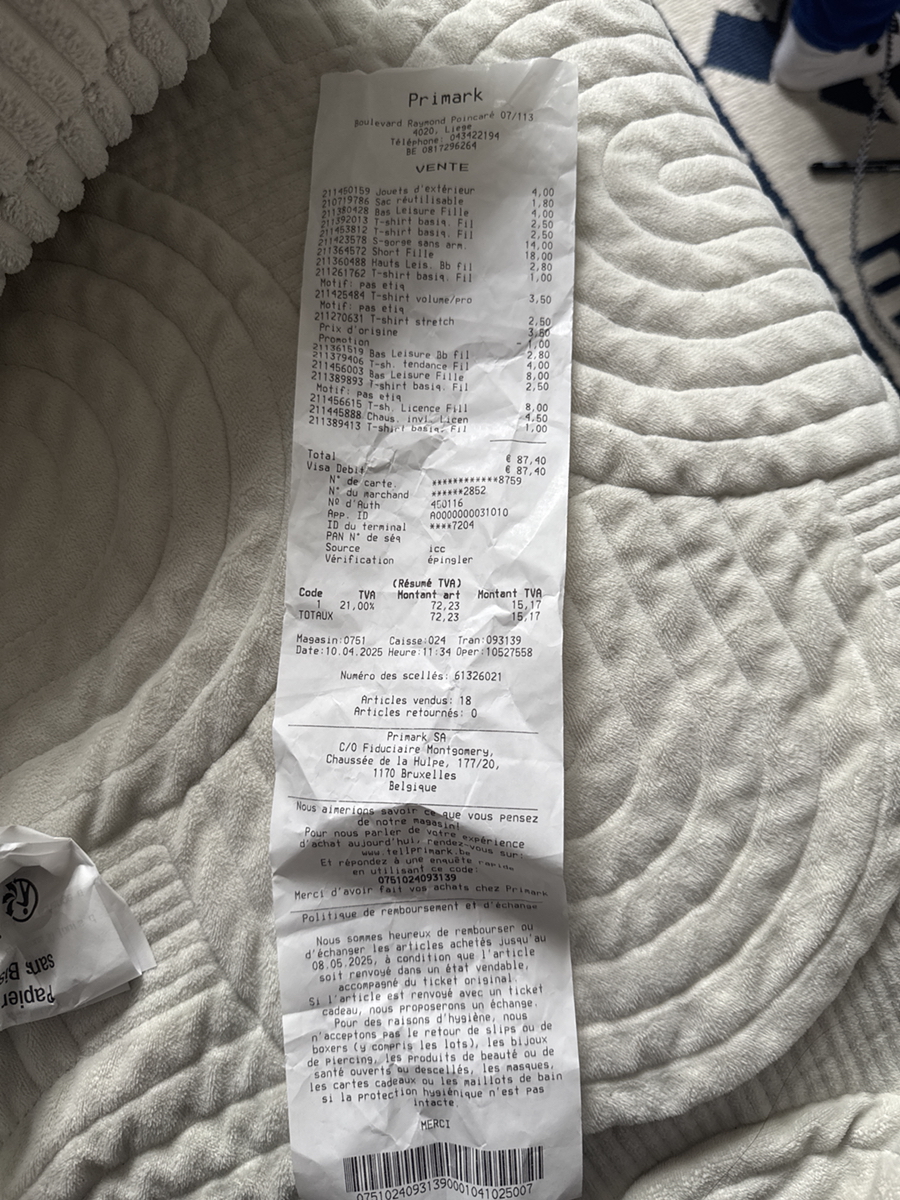 Primark
Boulevard Raymond Poincaré 07/113
4020, Liege
Téléphone: 043422194
BE 0817296264
VENTE
211450159 Jouets d'extérieur 4,00
210719786 Sac réutilisable 1,80
211380428 Bas Leisure Fille 4,00
211392013 T-shirt basiq. Fil 2,50
211453812 T-shirt basiq. Fil 2,50
211423578 S-gorge sans arm. 14,00
211364572 Short Fille 18,00
211360488 Hauts Leis. Bb fil 2,80
211261762 T-shirt basiq. Fil 1,00
Motif: pas etiq
211425484 T-shirt volume/pro 3,50
Motif: pas etiq
211270631 T-shirt stretch 2,50
Prix d'origine 3,50
Promotion - 1,00
211361519 Bas Leisure Bb fil 2,80
211379406 T-sh. tendance Fil 4,00
211456003 Bas Leisure Fille 8,00
211389893 T-shirt basiq. Fil 2,50
Motif: pas etiq
211456615 T-sh. Licence Fill 8,00
211445888 Chaus. invi. Licen 4,50
211389413 T-shirt basiq. Fil 1,00
Total € 87,40
Visa Debit € 87,40
N° de carte. ************8759
N° du marchand ******2852
Nº d'Auth 450116
App. ID A0000000031010
ID du terminal ****7204
PAN N° de séq
Source icc
Vérification épingler
(Résumé TVA)
Code TVA Montant art Montant TVA
1 21,00% 72,23 15,17
TOTAUX 72,23 15,17
Magasin:0751 Caisse:024 Tran:093139
Date:10.04.2025 Heure:11:34 Oper:10527558
Numéro des scellés: 61326021
Articles vendus: 18
Articles retournés: 0
Primark SA
C/O Fiduciaire Montgomery,
Chaussée de la Hulpe, 177/20,
1170 Bruxelles
Belgique
Nous aimerions savoir ce que vous pensez
de notre magasin!
Pour nous parler de votre expérience
d'achat aujourd'hui, rendez-vous sur:
www.tellprimark.be
Et répondez à une enquête rapide
en utilisant ce code:
0751024093139
Merci d'avoir fait vos achats chez Primark
Politique de remboursement et d'échange
Nous sommes heureux de rembourser ou
d'échanger les articles achetés jusqu'au
08.05.2025, à condition que l'article
soit renvoyé dans un état vendable,
accompagné du ticket original.
Si l'article est renvoyé avec un ticket
cadeau, nous proposerons un échange.
Pour des raisons d'hygiène, nous
n'acceptons pas le retour de slips ou de
boxers (y compris les lots), les bijoux
de piercing, les produits de beauté ou de
santé ouverts ou descellés, les masques,
les cartes cadeaux ou les maillots de bain
si la protection hygiénique n'est pas
intacte.
MERCI
07510240931390001041025007
Papier
sans